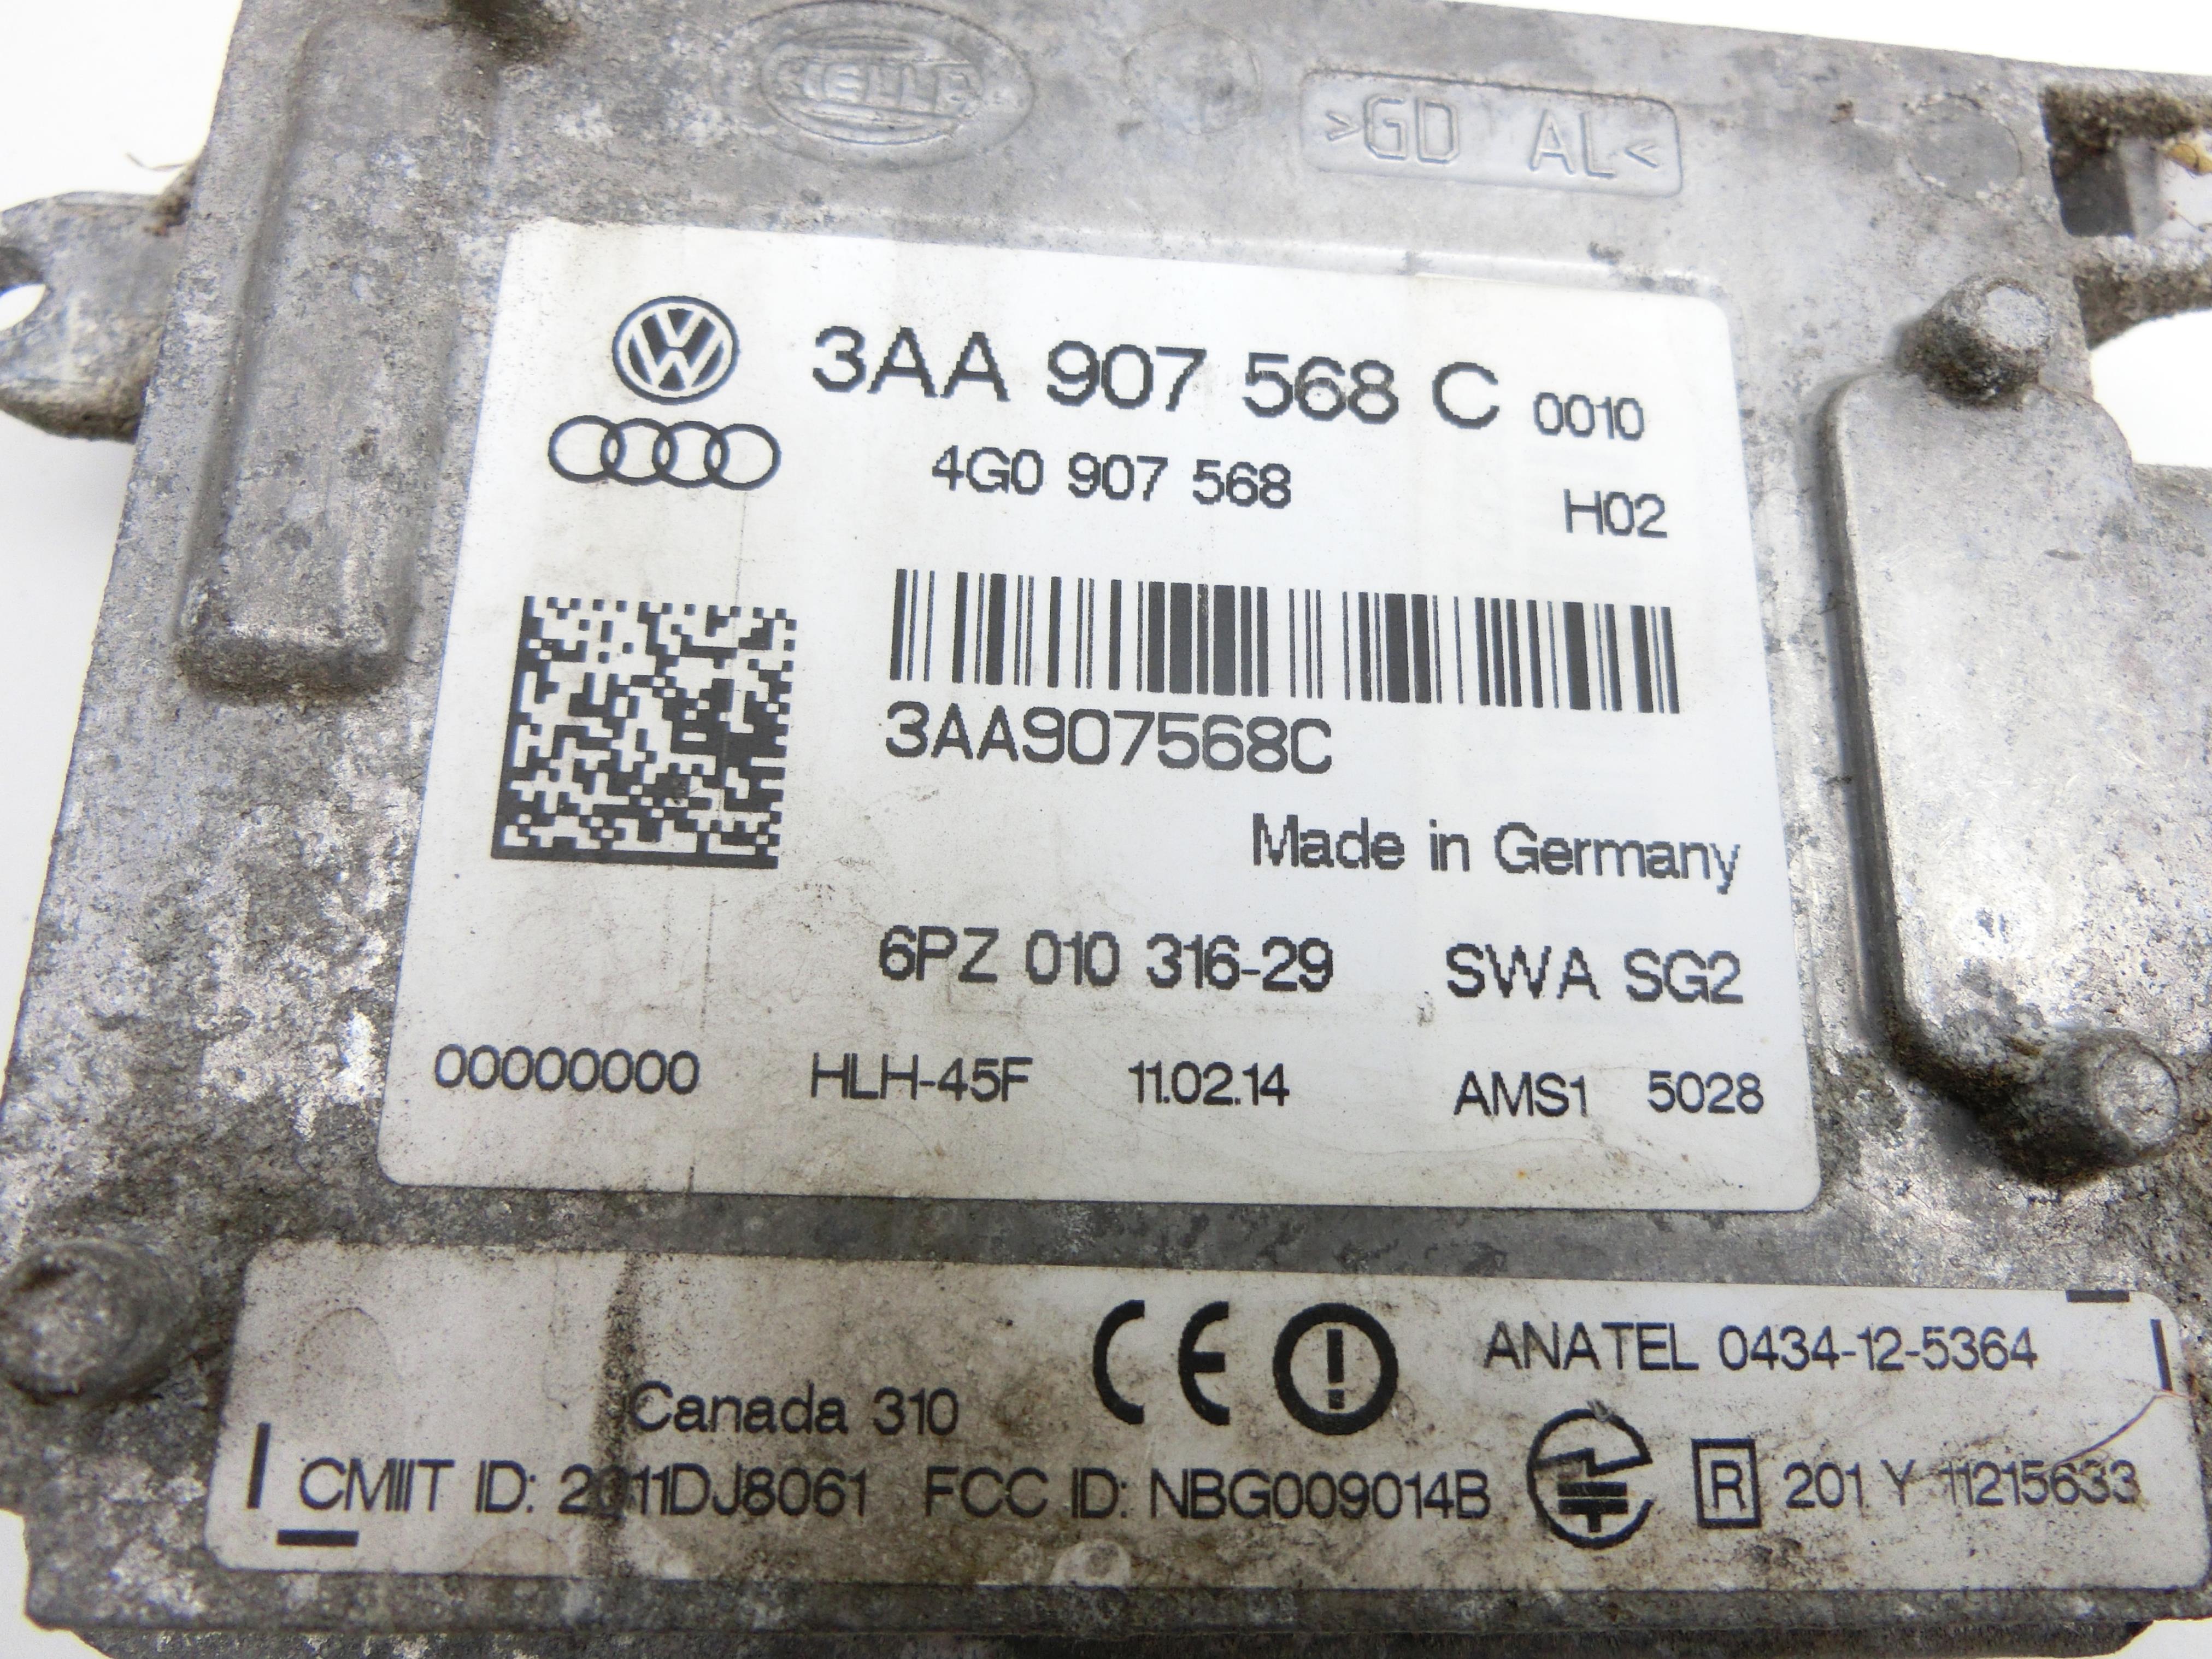 HELLA
>GD AL<
3AA 907 568 C 0010
4G0 907 568 H02
3AA907568C
Made in Germany
6PZ 010 316-29 SWA SG2
00000000 HLH-45F 11.02.14 AMS1 5028
CE ANATEL 0434-12-5364
Canada 310
CMIIT ID: 2011DJ8061 FCC ID: NBG009014B R 201 Y 11215633